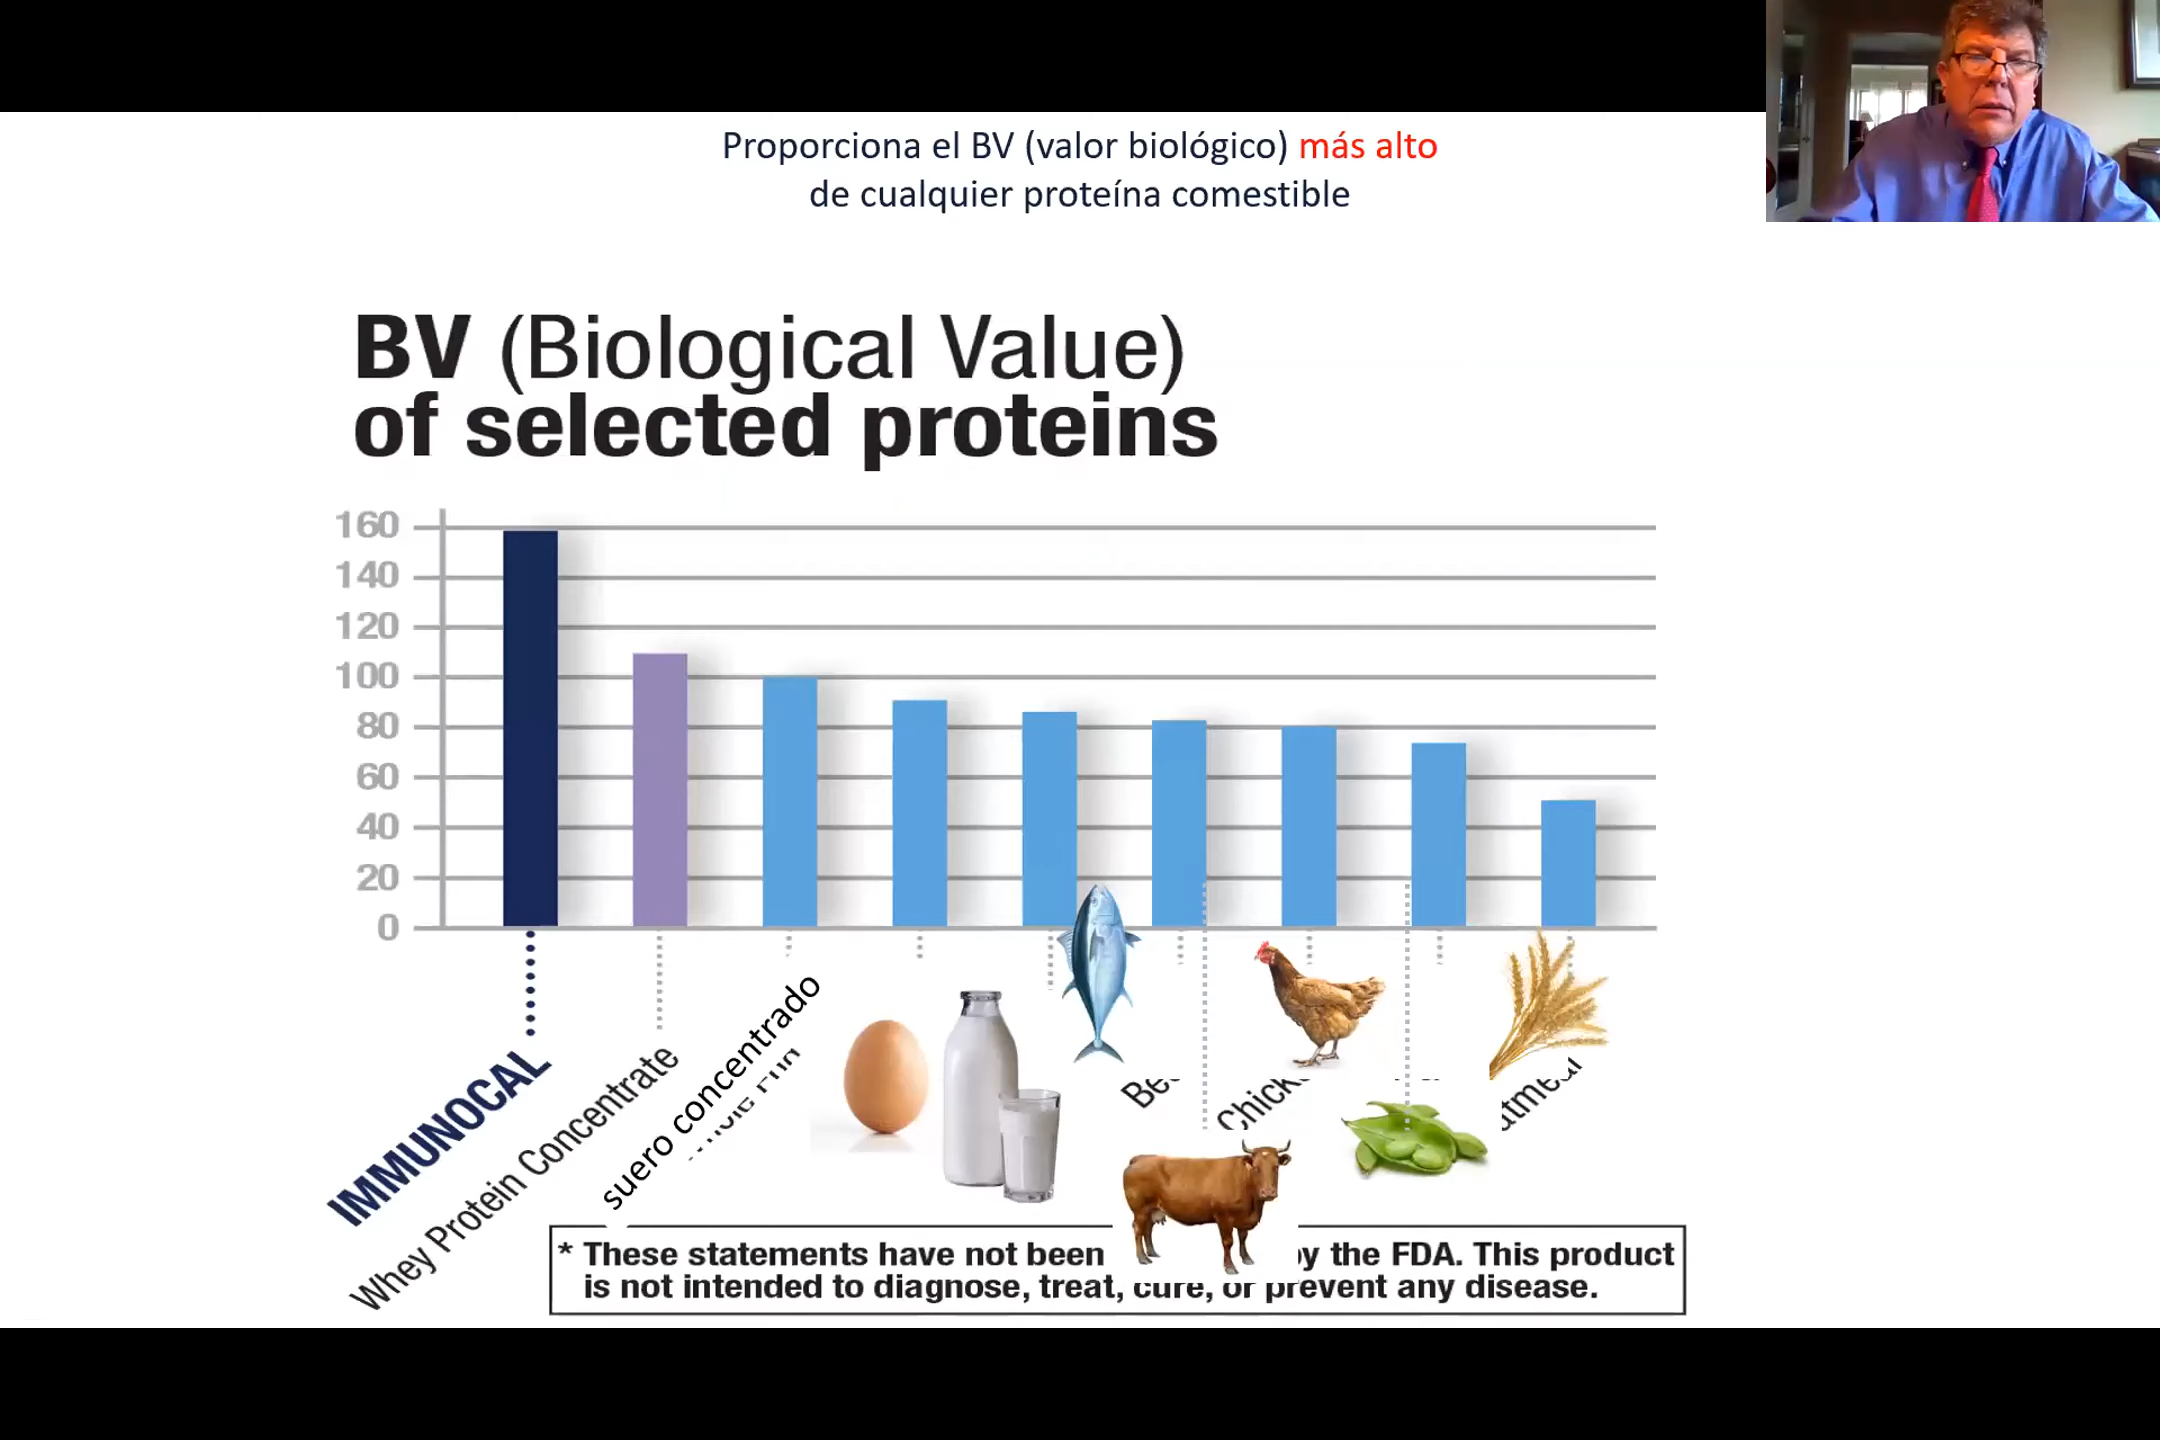 Proporciona el BV (valor biológico) más alto
de cualquier proteína comestible
BV (Biological Value)
of selected proteins
160
140
120
100
80
60
40
20
0
IMMUNOCAL
Whey Protein Concentrate
suero concentrado
* These statements have not been y the FDA. This product
is not intended to diagnose, treat, cure, or prevent any disease.